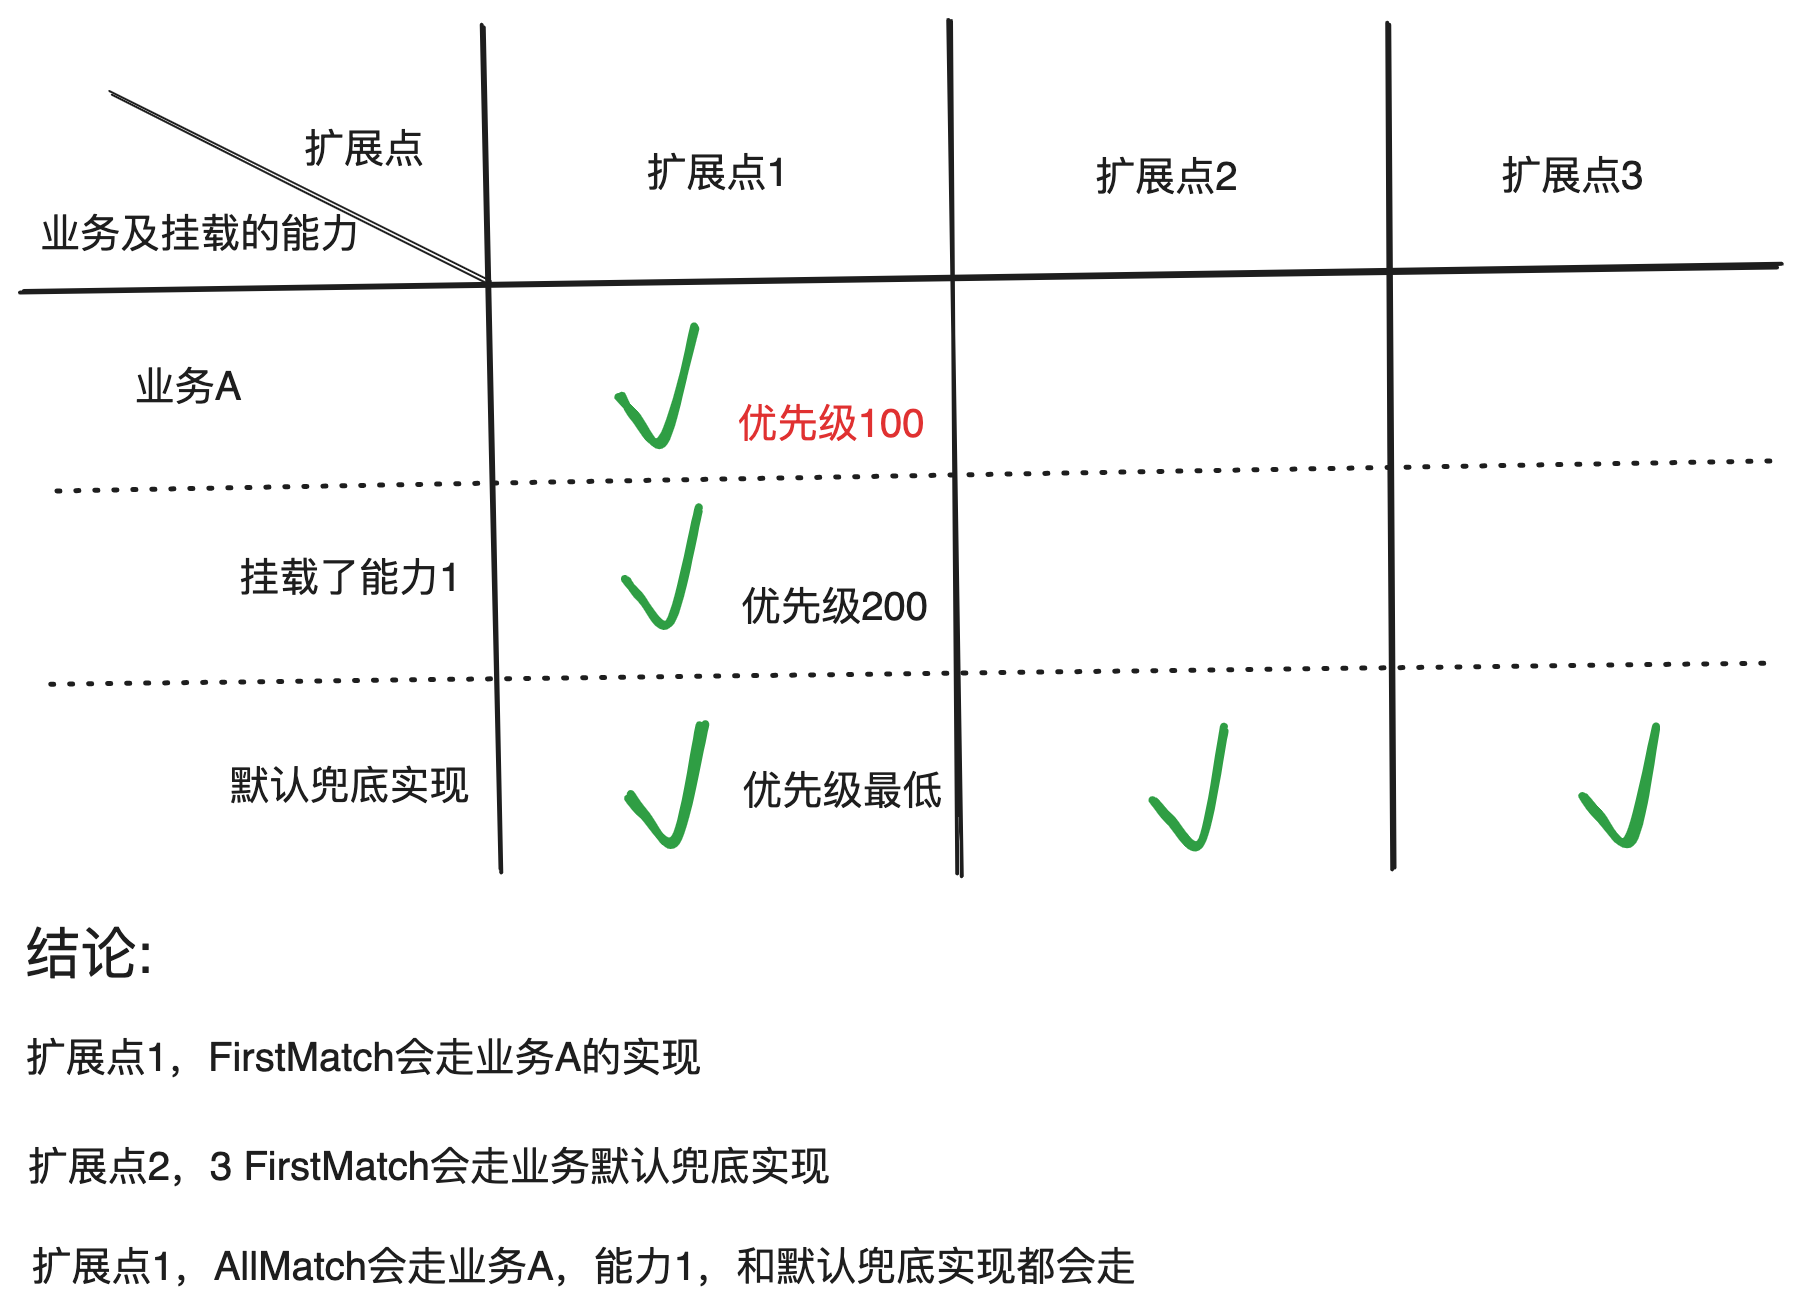 扩展点
业务及挂载的能力
扩展点1
扩展点2
扩展点3
业务A
优先级100
挂载了能力1
优先级200
默认兜底实现
优先级最低
结论:
扩展点1，FirstMatch会走业务A的实现
扩展点2，3 FirstMatch会走业务默认兜底实现
扩展点1，AllMatch会走业务A，能力1，和默认兜底实现都会走